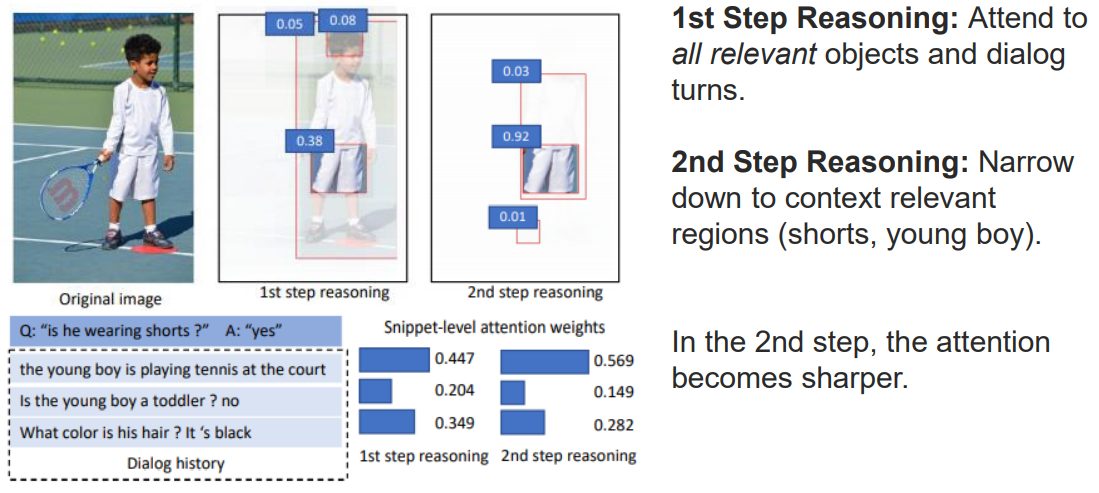 0.05
0.08
0.38
0.03
0.92
0.01
Original image
1st step reasoning
2nd step reasoning
Q: “is he wearing shorts ?” A: “yes”
the young boy is playing tennis at the court
Is the young boy a toddler ? no
What color is his hair ? It ‘s black
Dialog history
Snippet-level attention weights
0.447
0.204
0.349
0.569
0.149
0.282
1st step reasoning
2nd step reasoning
1st Step Reasoning: Attend to
all relevant objects and dialog
turns.
2nd Step Reasoning: Narrow
down to context relevant
regions (shorts, young boy).
In the 2nd step, the attention
becomes sharper.